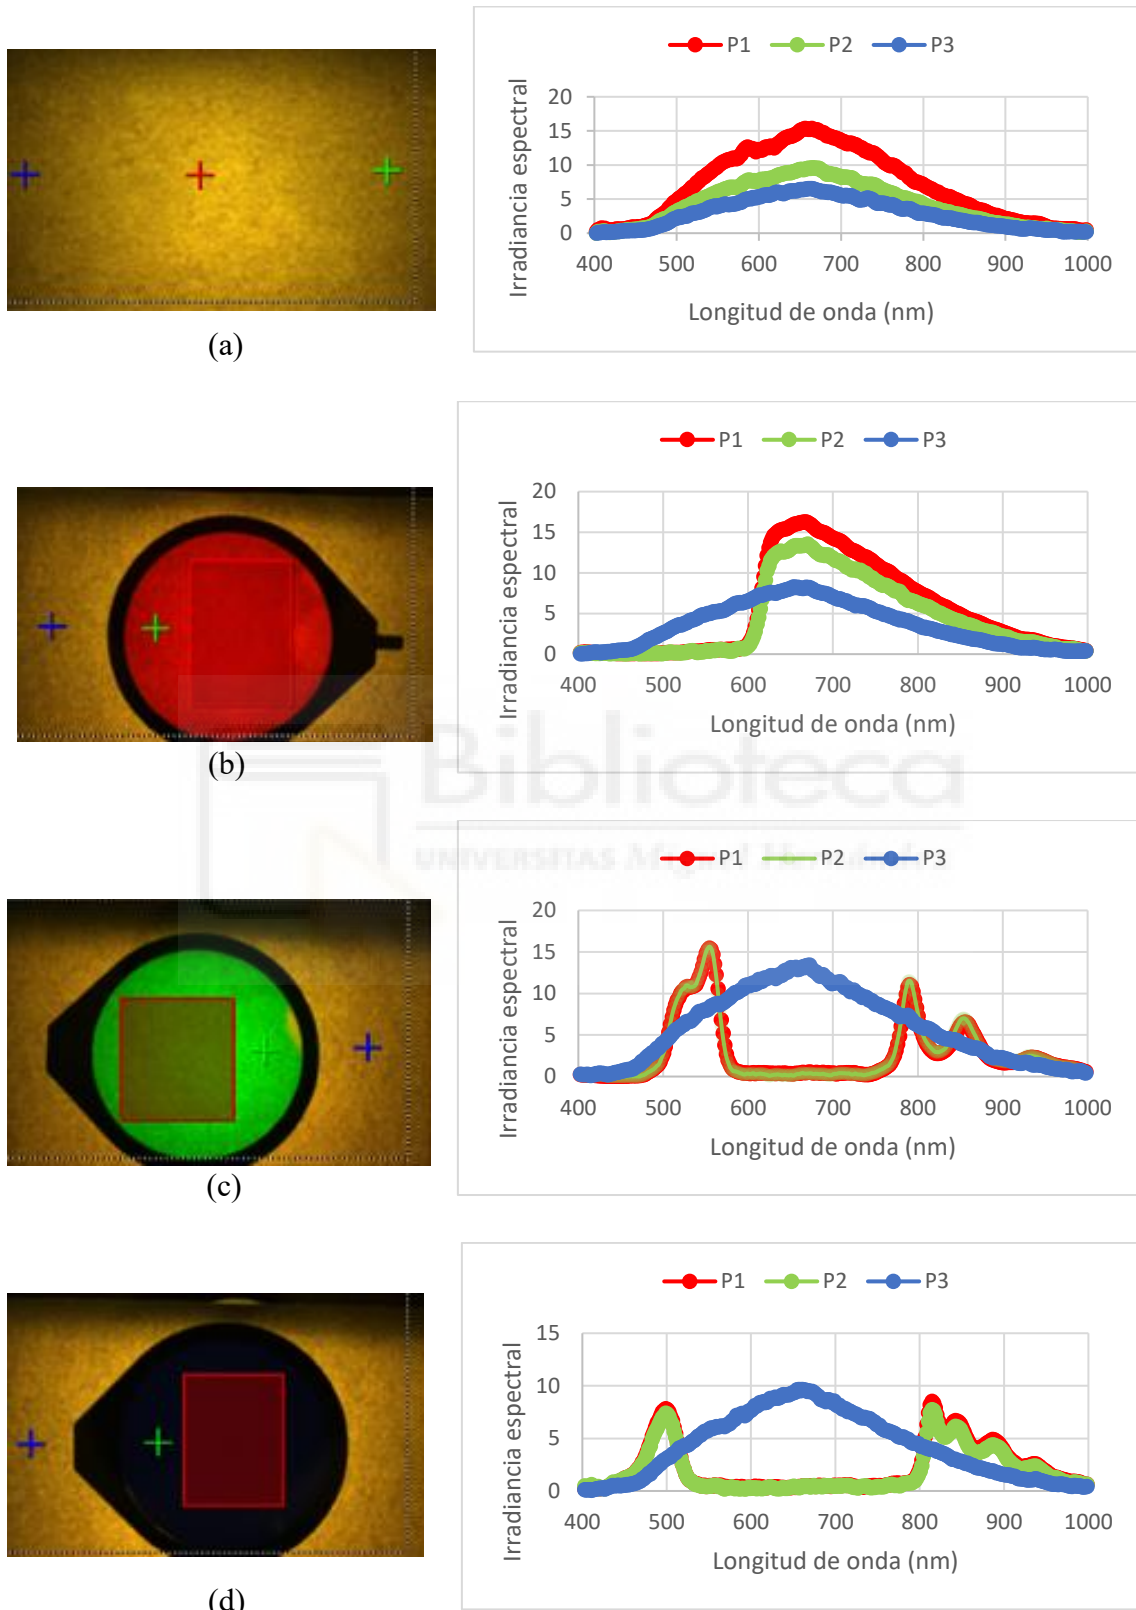 P1 P2 P3
Irradiancia espectral
20
15
10
5
0
400 500 600 700 800 900 1000
Longitud de onda (nm)
(a)
P1 P2 P3
Irradiancia espectral
20
15
10
5
0
400 500 600 700 800 900 1000
Longitud de onda (nm)
(b)
Biblioteca
UNIVERSITAS Miguel Hernández
P1 P2 P3
Irradiancia espectral
20
15
10
5
0
400 500 600 700 800 900 1000
Longitud de onda (nm)
(c)
P1 P2 P3
Irradiancia espectral
15
10
5
0
400 500 600 700 800 900 1000
Longitud de onda (nm)
(d)